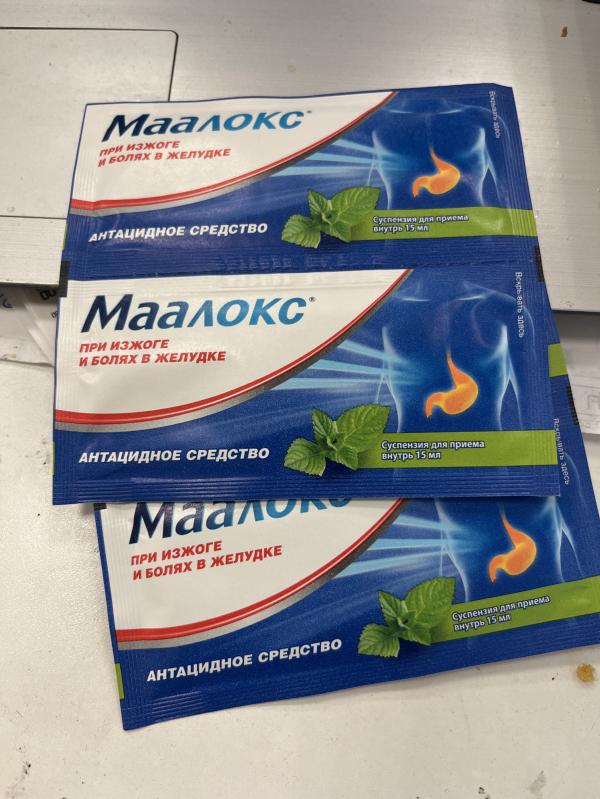 Маалокс®
ПРИ ИЗЖОГЕ
И БОЛЯХ В ЖЕЛУДКЕ
АНТАЦИДНОЕ СРЕДСТВО
Суспензия для приема
внутрь 15 мл
Вскрывать здесь
Маалокс®
ПРИ ИЗЖОГЕ
И БОЛЯХ В ЖЕЛУДКЕ
АНТАЦИДНОЕ СРЕДСТВО
Суспензия для приема
внутрь 15 мл
Вскрывать здесь
Маалокс
ПРИ ИЗЖОГЕ
И БОЛЯХ В ЖЕЛУДКЕ
АНТАЦИДНОЕ СРЕДСТВО
Суспензия для приема
внутрь 15 мл
Вскрывать здесь